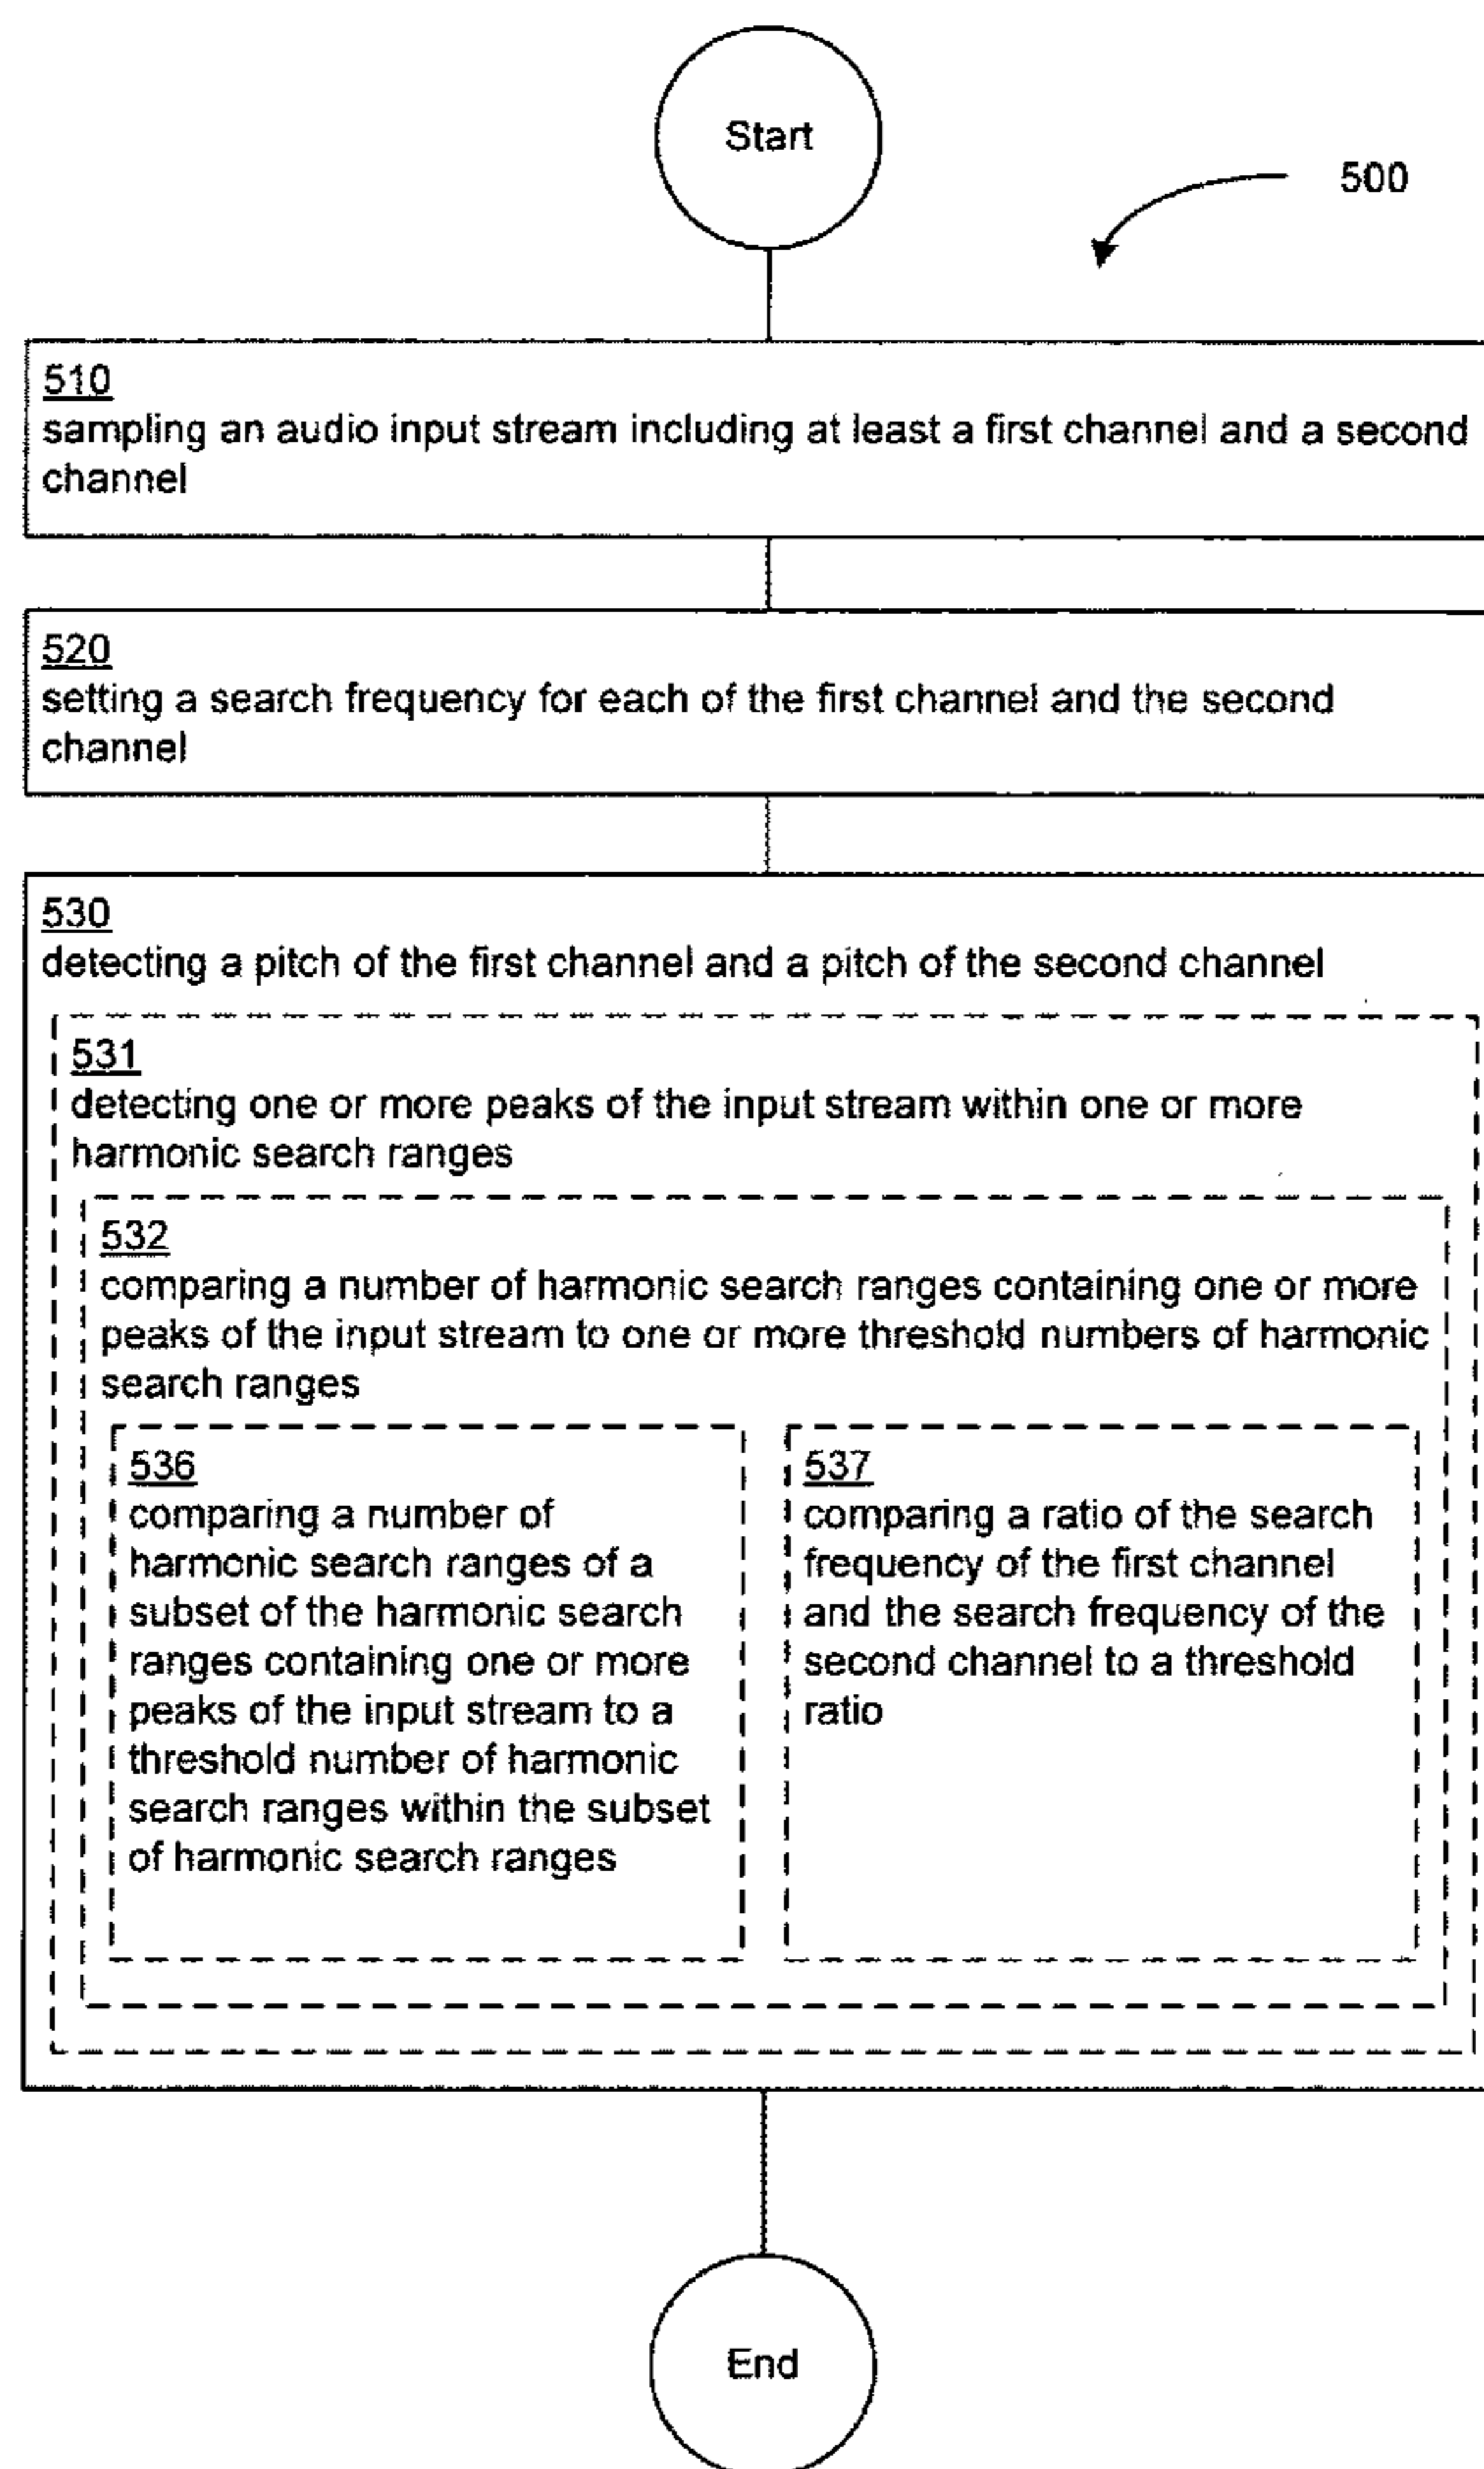 Start
500
510
sampling an audio input stream including at least a first channel and a second
channel
520
setting a search frequency for each of the first channel and the second
channel
530
detecting a pitch of the first channel and a pitch of the second channel
531
detecting one or more peaks of the input stream within one or more
harmonic search ranges
532
comparing a number of harmonic search ranges containing one or more
peaks of the input stream to one or more threshold numbers of harmonic
search ranges
536
comparing a number of
harmonic search ranges of a
subset of the harmonic search
ranges containing one or more
peaks of the input stream to a
threshold number of harmonic
search ranges within the subset
of harmonic search ranges
537
comparing a ratio of the search
frequency of the first channel
and the search frequency of the
second channel to a threshold
ratio
End